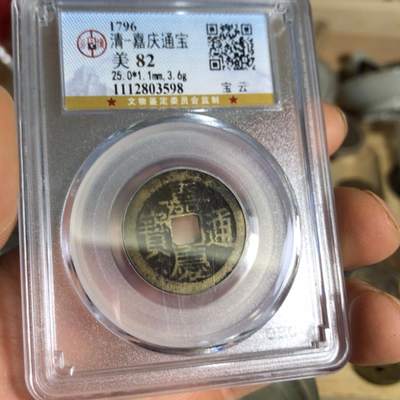 1796
清-嘉庆通宝
美 82
25.0*1.1mm,3.6g
1112803598
宝云
★ 文物鉴定委员会监制 ★
嘉慶通寶